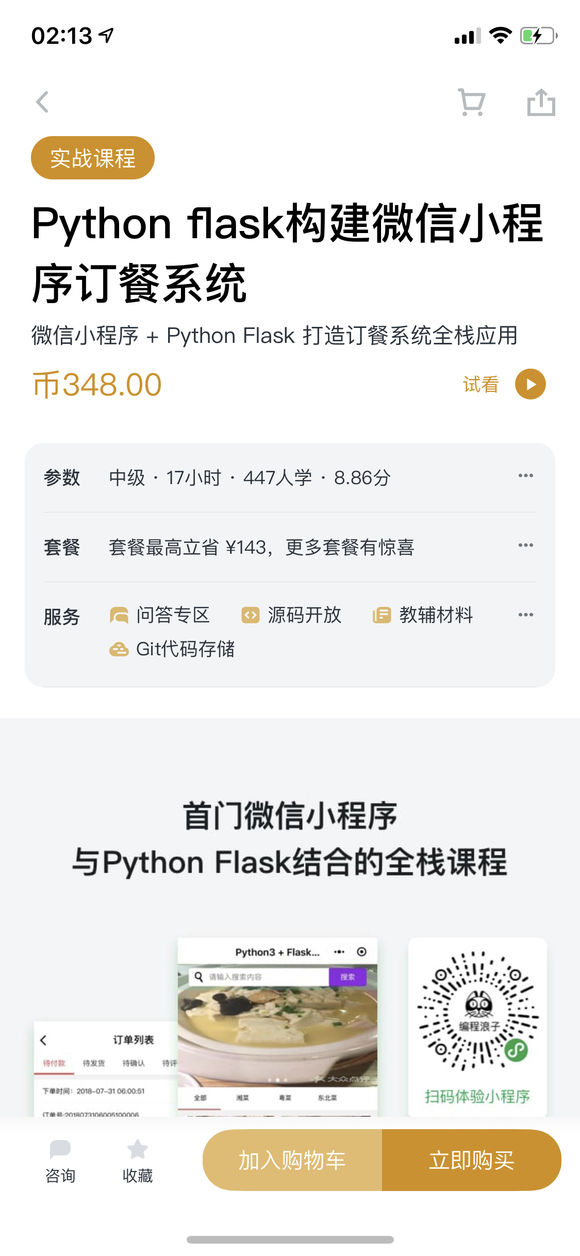 02:13
实战课程
Python flask构建微信小程
序订餐系统
微信小程序 + Python Flask 打造订餐系统全栈应用
币348.00
试看
参数 中级 · 17小时 · 447人学 · 8.86分
套餐 套餐最高立省 ¥143，更多套餐有惊喜
服务 问答专区 源码开放 教辅材料
Git代码存储
首门微信小程序
与Python Flask结合的全栈课程
Python3 + Flask...
请输入搜索内容 搜索
大众点评
全部 湘菜 粤菜 东北菜
订单列表
待付款 待发货 待确认 待评
下单时间：2018-07-31 06:00:51
订单号:20180731060051000​06
编程浪子
扫码体验小程序
咨询 收藏 加入购物车 立即购买